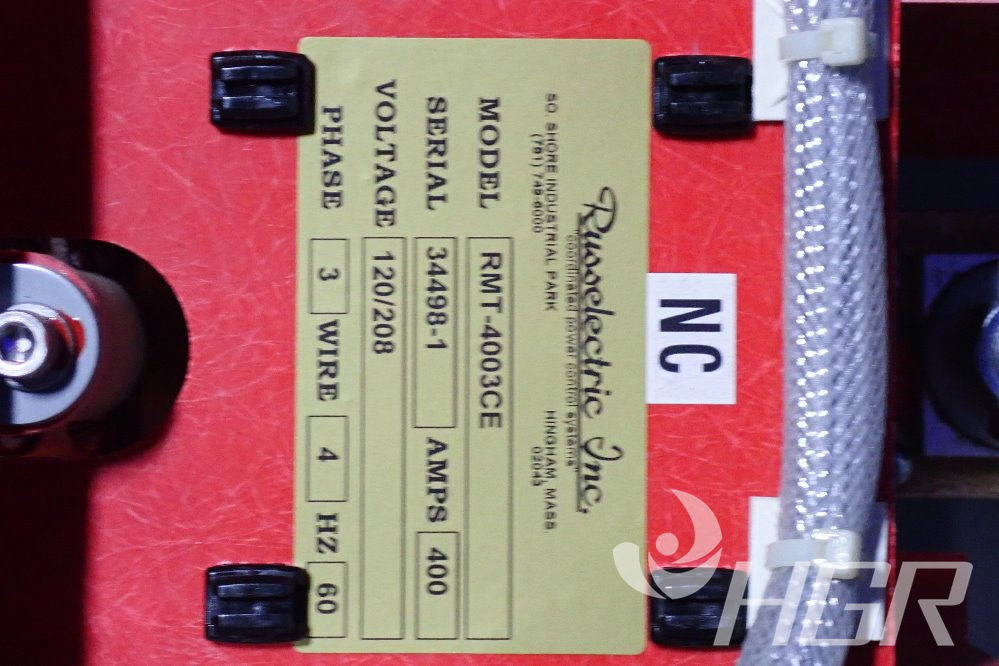 Russelectric Inc.
"coordinated power control systems"
SO. SHORE INDUSTRIAL PARK HINGHAM, MASS.
(781) 749-6000 02043
MODEL RMT-4003CE
SERIAL 34498-1 AMPS 400
VOLTAGE 120/208
PHASE 3 WIRE 4 HZ 60
NC
HGR